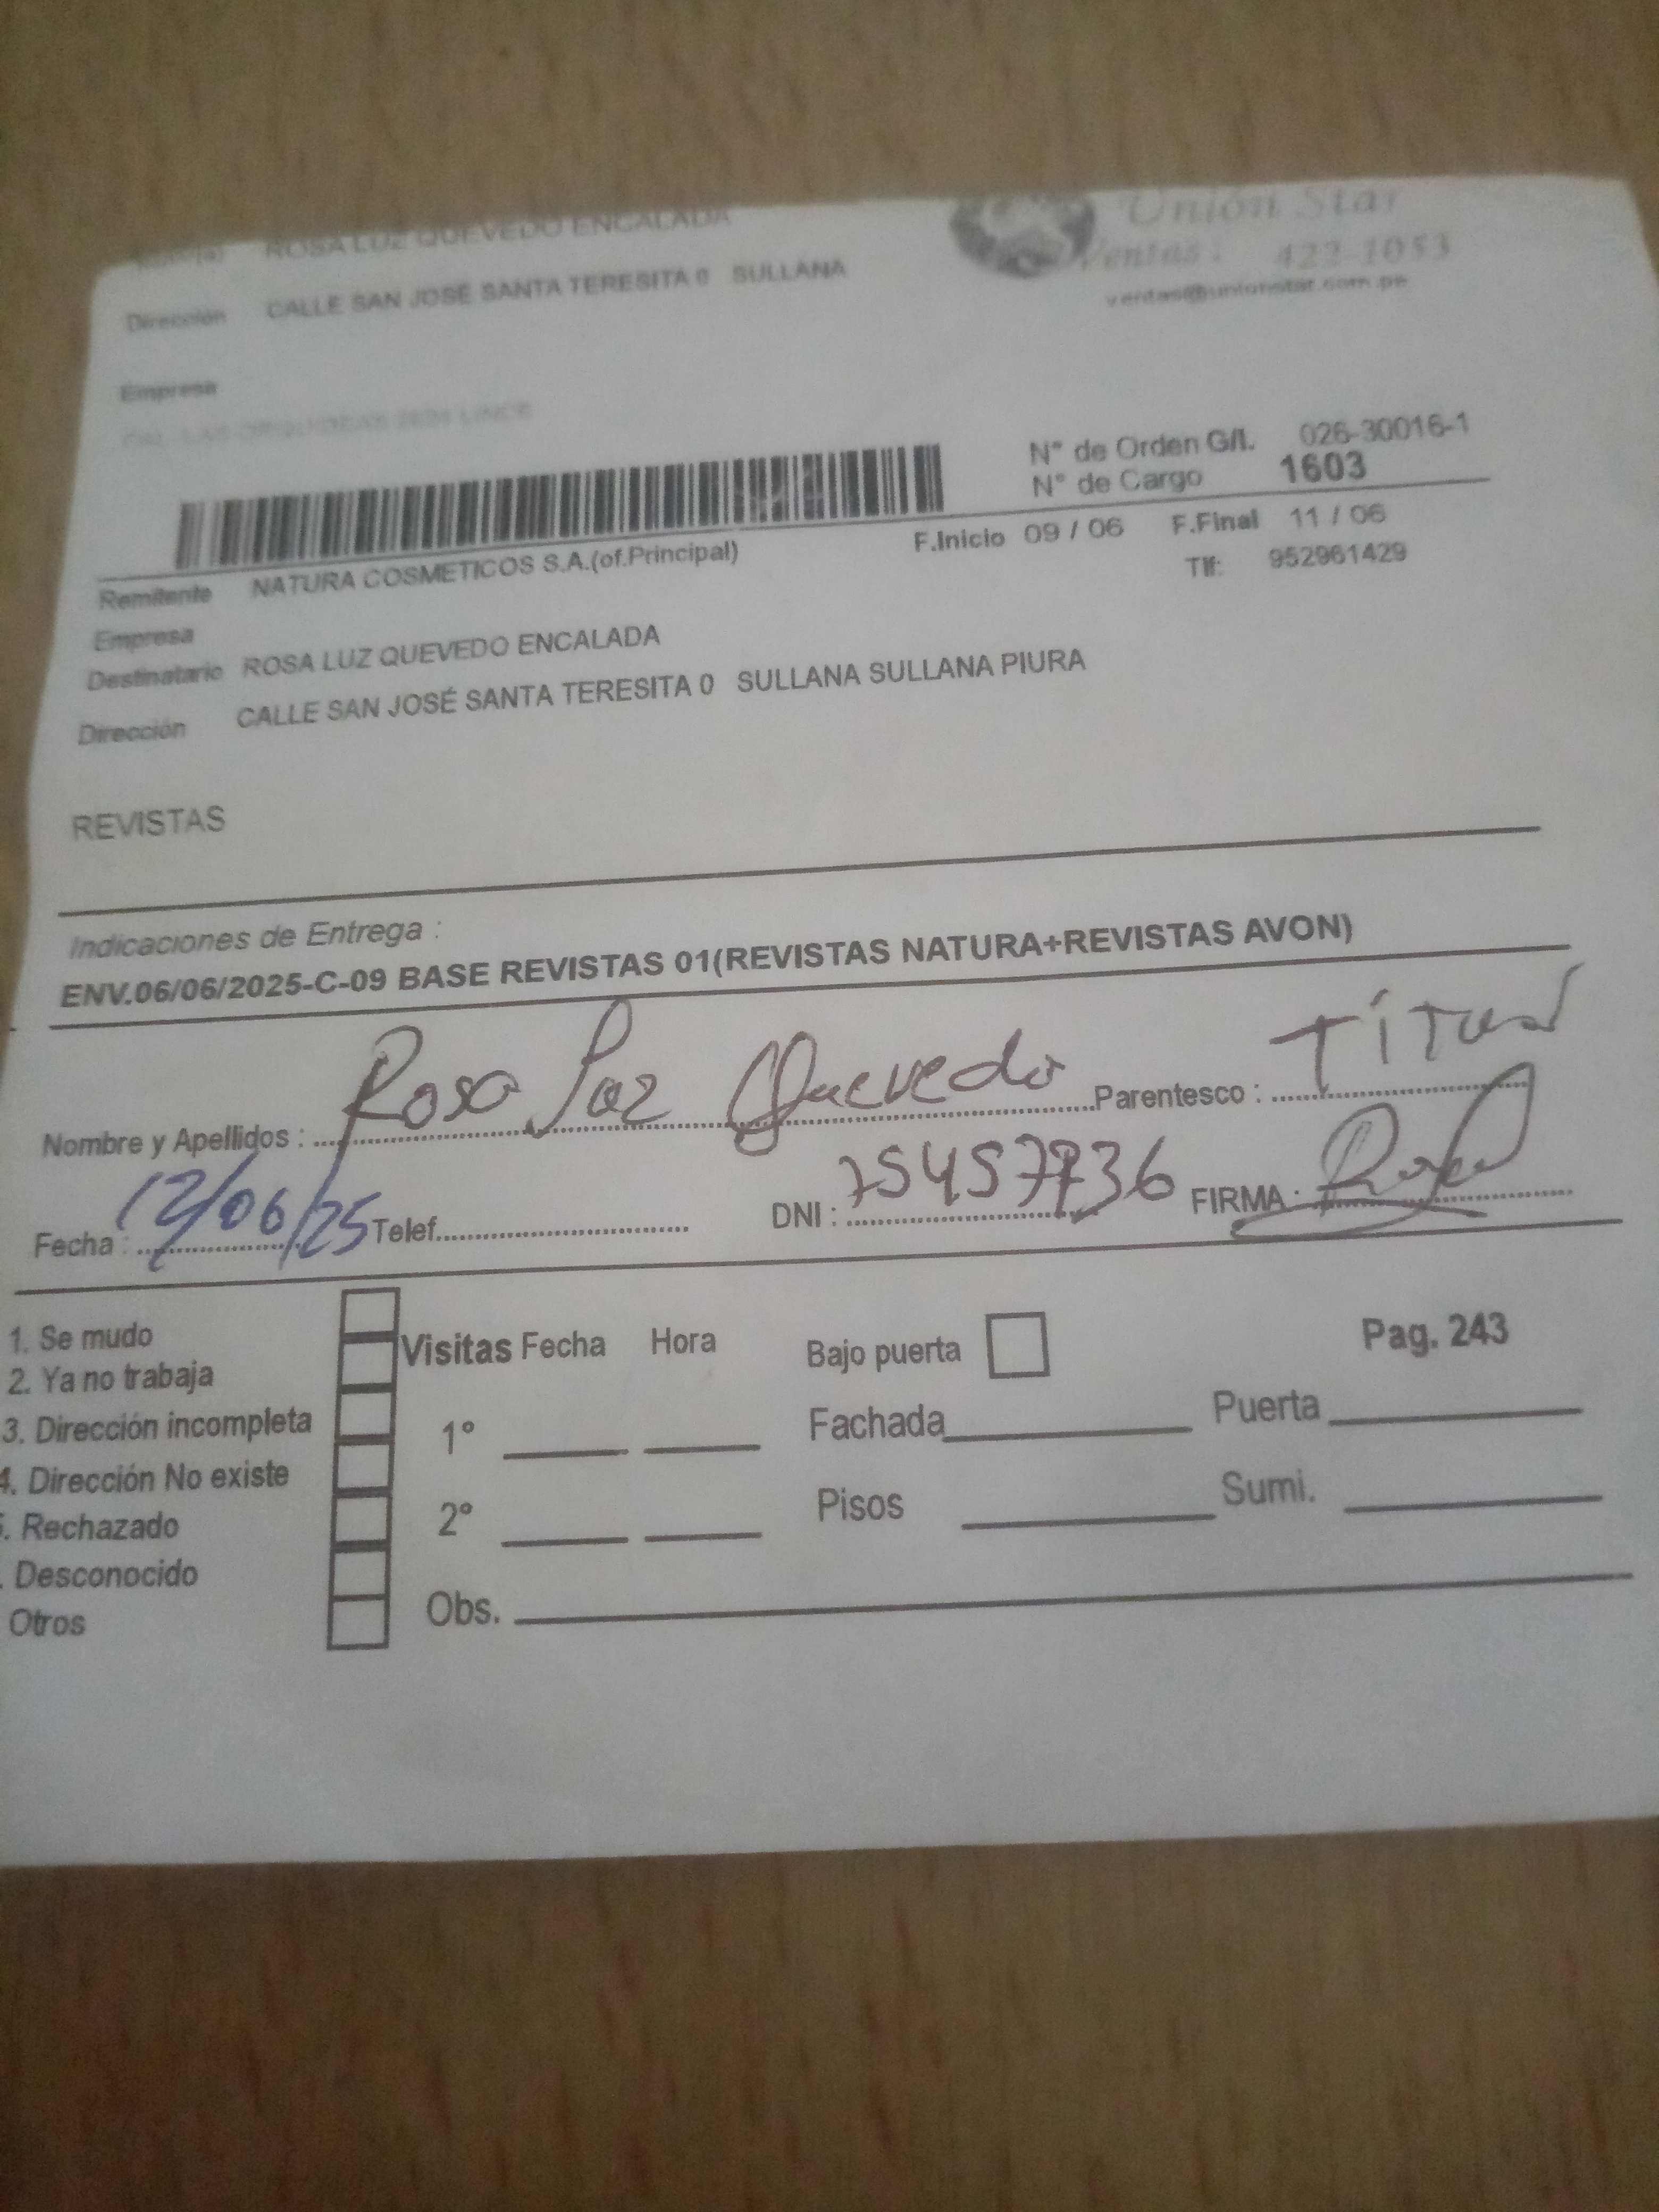 ROSA LUZ QUEVEDO ENCALADA
Unión Star
Ventas: 422-1053
ventas@unionstar.com.pe
Dirección CALLE SAN JOSÉ SANTA TERESITA 0 SULLANA
Empresa
N° de Orden G/I. 026-30016-1
N° de Cargo 1603
F.Inicio 09 / 06 F.Final 11 / 06
Remitente NATURA COSMETICOS S.A.(of.Principal) Tlf: 952961429
Empresa
Destinatario ROSA LUZ QUEVEDO ENCALADA
Dirección CALLE SAN JOSÉ SANTA TERESITA 0 SULLANA SULLANA PIURA
REVISTAS
Indicaciones de Entrega :
ENV.06/06/2025-C-09 BASE REVISTAS 01(REVISTAS NATURA+REVISTAS AVON)
Nombre y Apellidos : Rosa Quevedo Parentesco :
Fecha : 12/06/25 Telef. DNI : FIRMA :
1. Se mudo
2. Ya no trabaja
3. Dirección incompleta
4. Dirección No existe
. Rechazado
. Desconocido
Otros
Visitas Fecha Hora
1°
2°
Obs.
Bajo puerta Pag. 243
Fachada Puerta
Pisos Sumi.